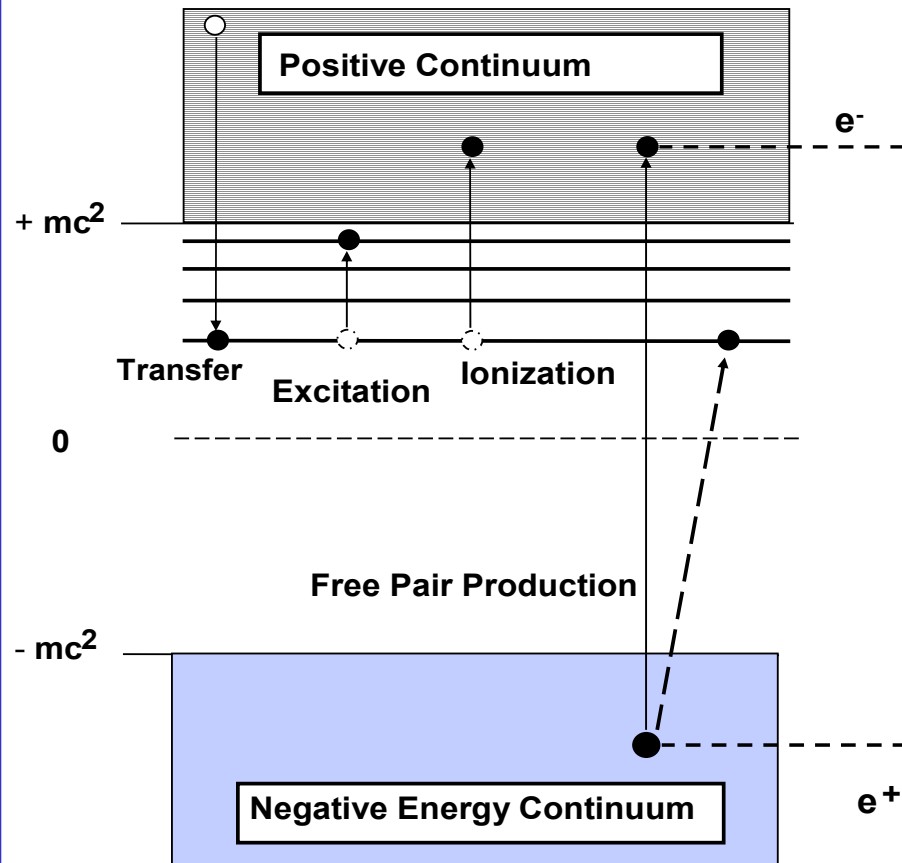 Positive Continuum
e-
+ mc2
Transfer
Excitation
Ionization
0
Free Pair Production
- mc2
Negative Energy Continuum
e+